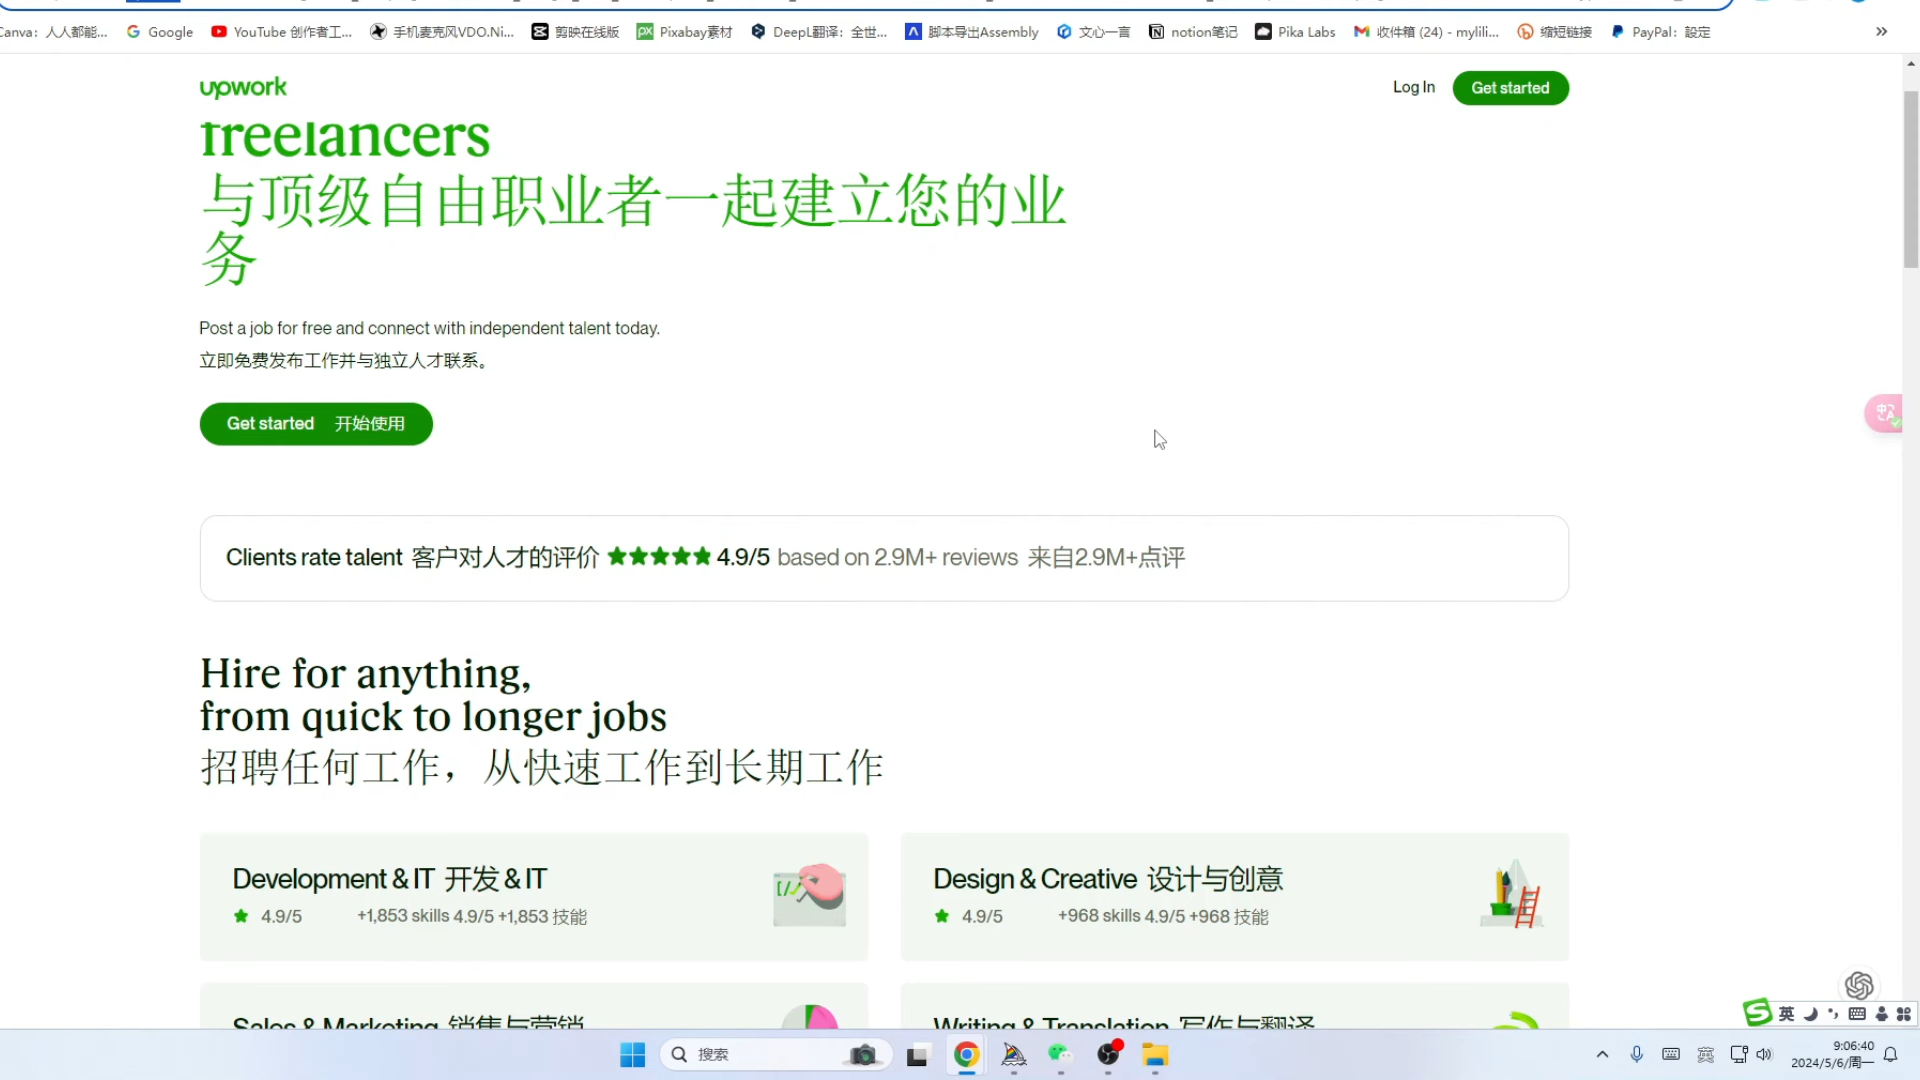 Canva：人人都能...
Google
YouTube 创作者工...
手机麦克风VDO.Ni...
剪映在线版
Pixabay素材
DeepL翻译：全世...
脚本导出Assembly
文心一言
notion笔记
Pika Labs
收件箱 (24) - mylili...
缩短链接
PayPal：設定
upwork
Log In
Get started
freelancers
与顶级自由职业者一起建立您的业
务
Post a job for free and connect with independent talent today.
立即免费发布工作并与独立人才联系。
Get started 开始使用
Clients rate talent 客户对人才的评价 4.9/5 based on 2.9M+ reviews 来自2.9M+点评
Hire for anything,
from quick to longer jobs
招聘任何工作，从快速工作到长期工作
Development & IT 开发 & IT
4.9/5 +1,853 skills 4.9/5 +1,853 技能
Design & Creative 设计与创意
4.9/5 +968 skills 4.9/5 +968 技能
Sales & Marketing 销售与营销
Writing & Translation 写作与翻译
英
搜索
英
9:06:40
2024/5/6/周一